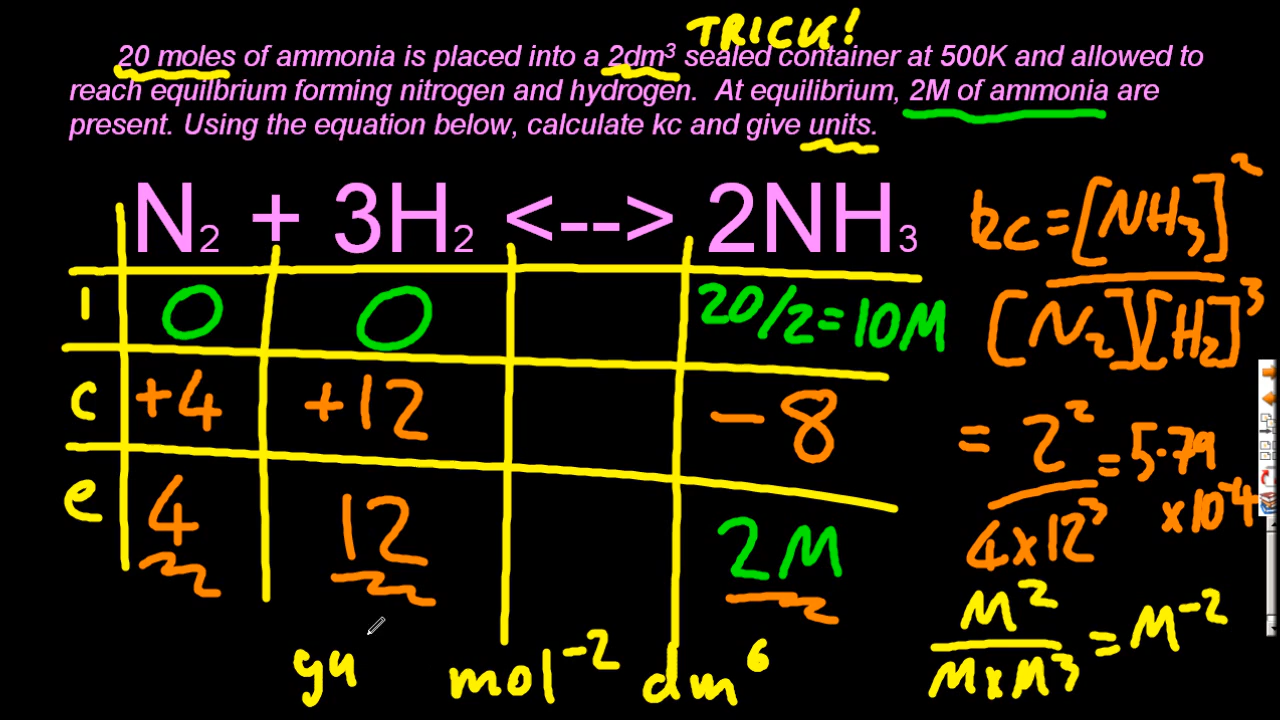 TRICK!
20 moles of ammonia is placed into a 2dm³ sealed container at 500K and allowed to
reach equilbrium forming nitrogen and hydrogen. At equilibrium, 2M of ammonia are
present. Using the equation below, calculate kc and give units.
N₂ + 3H₂ <--> 2NH₃
kc = [NH₃]²
[N₂][H₂]³
I 0 0 20/2=10M
c +4 +12 -8
= 2² = 5.79
4x12³ x10⁻⁴
e 4 12 2M
M² = M⁻²
MxM³
gu mol⁻² dm⁶